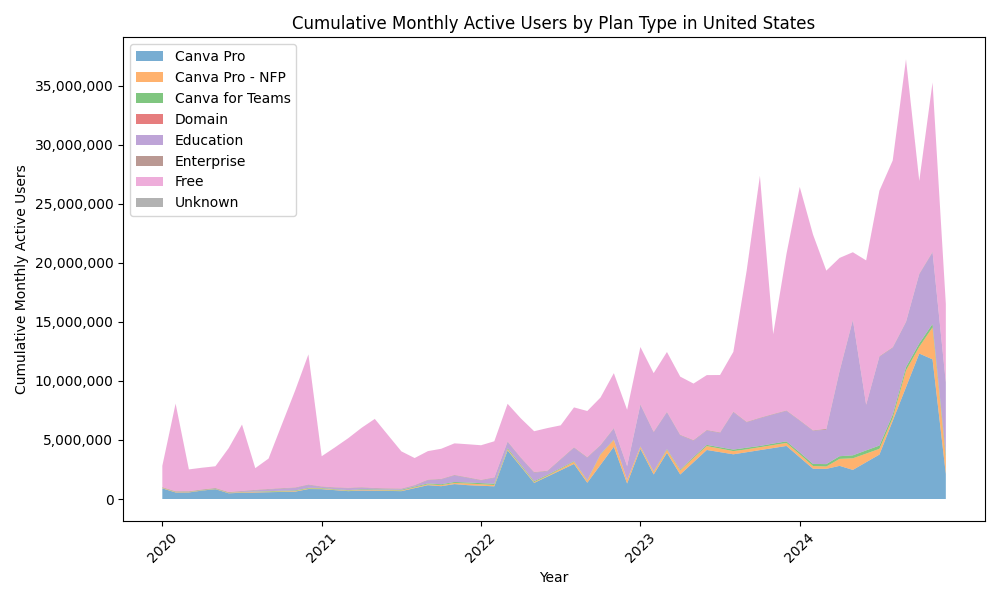 Cumulative Monthly Active Users by Plan Type in United States
Canva Pro
Canva Pro - NFP
Canva for Teams
Domain
Education
Enterprise
Free
Unknown
Cumulative Monthly Active Users
35,000,000
30,000,000
25,000,000
20,000,000
15,000,000
10,000,000
5,000,000
0
2020
2021
2022
2023
2024
Year